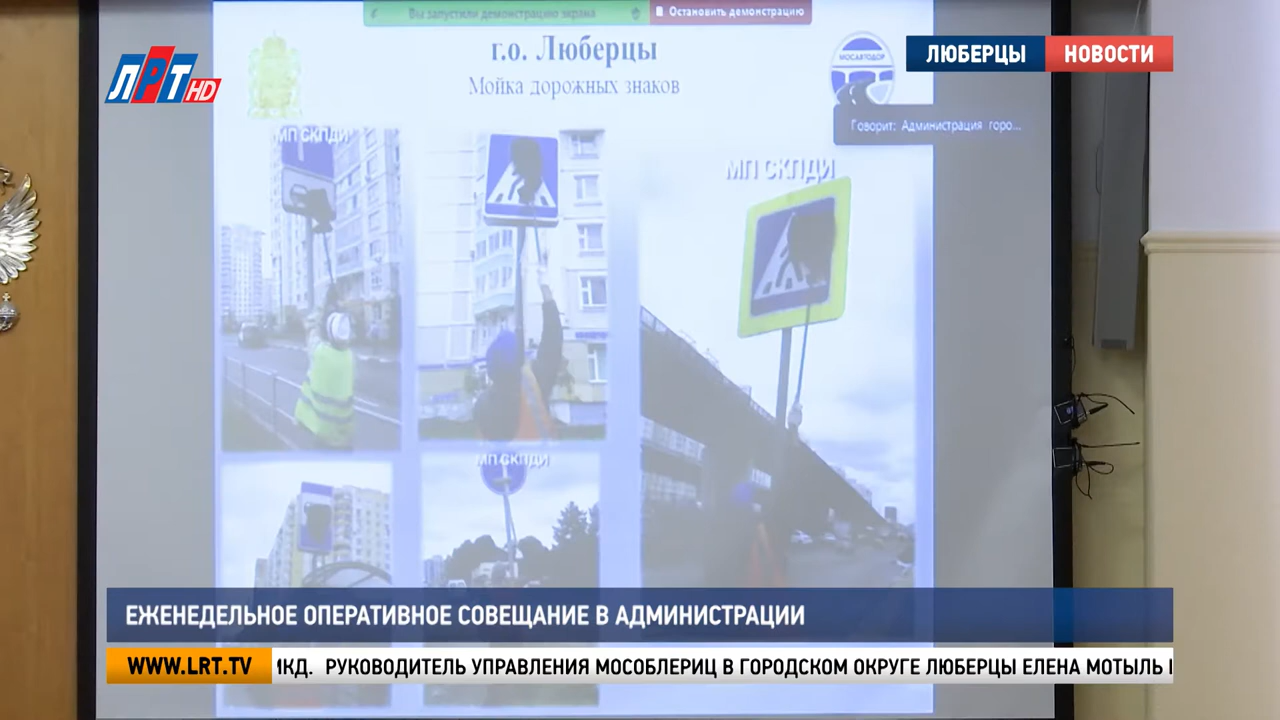 Вы запустили демонстрацию экрана
Остановить демонстрацию
ЛРТ HD
г.о. Люберцы
Мойка дорожных знаков
МОСАВТОДОР
ЛЮБЕРЦЫ НОВОСТИ
Говорит: Администрация горо...
МП СКПДИ
МП СКПДИ
МП СКПДИ
ЕЖЕНЕДЕЛЬНОЕ ОПЕРАТИВНОЕ СОВЕЩАНИЕ В АДМИНИСТРАЦИИ
WWW.LRT.TV
МКД. РУКОВОДИТЕЛЬ УПРАВЛЕНИЯ МОСОБЛЕРИЦ В ГОРОДСКОМ ОКРУГЕ ЛЮБЕРЦЫ ЕЛЕНА МОТЫЛЬ